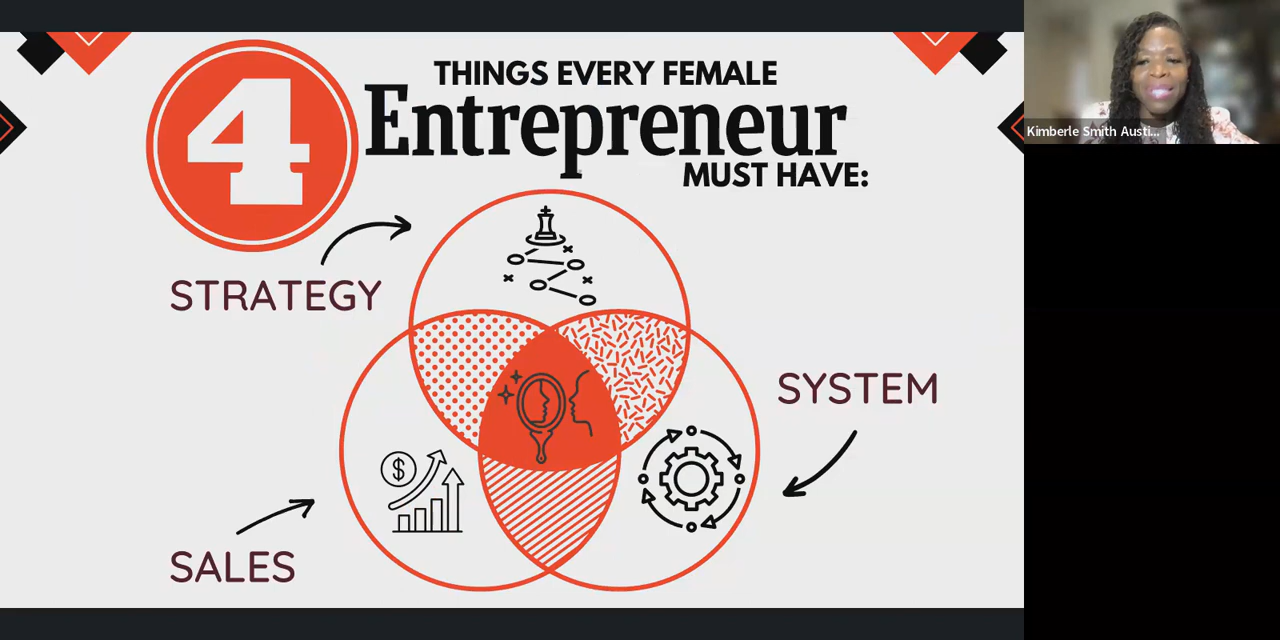 4
THINGS EVERY FEMALE
Entrepreneur
MUST HAVE:
STRATEGY
SYSTEM
$
SALES
Kimberle Smith Austi...